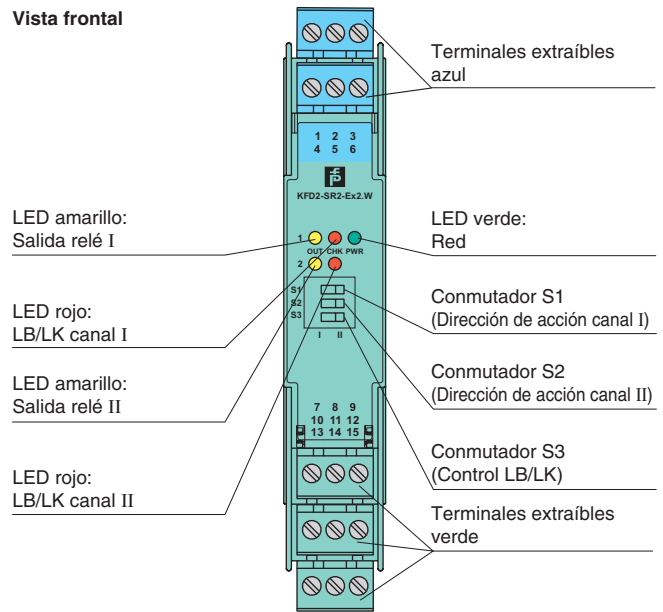 Vista frontal
Terminales extraíbles
azul
1 2 3
4 5 6
KFD2-SR2-Ex2.W
LED amarillo:
Salida relé I
LED verde:
Red
1
OUT CHK PWR
2
LED rojo:
LB/LK canal I
S1
S2
S3
I II
Conmutador S1
(Dirección de acción canal I)
LED amarillo:
Salida relé II
Conmutador S2
(Dirección de acción canal II)
7 8 9
10 11 12
13 14 15
LED rojo:
LB/LK canal II
Conmutador S3
(Control LB/LK)
Terminales extraíbles
verde